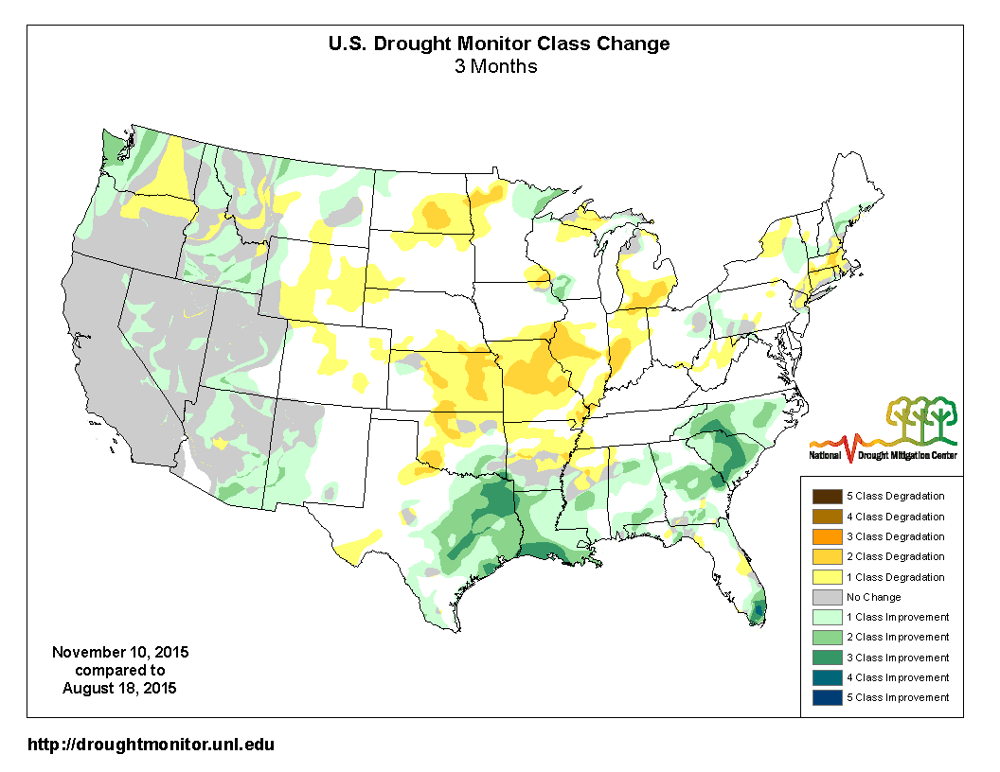 U.S. Drought Monitor Class Change
3 Months
National Drought Mitigation Center
5 Class Degradation
4 Class Degradation
3 Class Degradation
2 Class Degradation
1 Class Degradation
No Change
1 Class Improvement
2 Class Improvement
3 Class Improvement
4 Class Improvement
5 Class Improvement
November 10, 2015
compared to
August 18, 2015
http://droughtmonitor.unl.edu